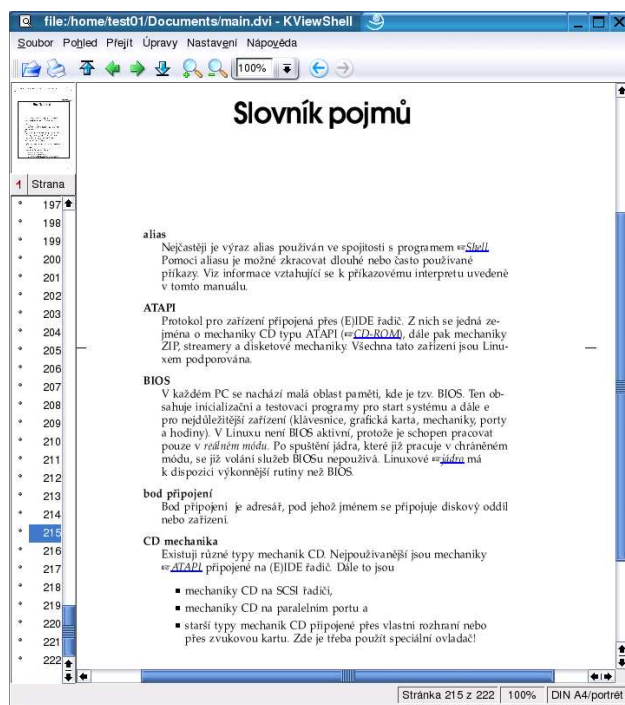 file:/home/test01/Documents/main.dvi - KViewShell
Soubor Pohled Přejít Úpravy Nastavení Nápověda
100%
Slovník pojmů
Strana
197
198
199
200
201
202
203
204
205
206
207
208
209
210
211
212
213
214
215
216
217
218
219
220
221
222
alias
Nejčastěji je výraz alias používán ve spojitosti s programem ☞Shell.
Pomocí aliasu je možné zkracovat dlouhé nebo často používané
příkazy. Viz informace vztahující se k příkazovému interpretu uvedené
v tomto manuálu.
ATAPI
Protokol pro zařízení připojená přes (E)IDE řadič. Z nich se jedná ze-
jména o mechaniky CD typu ATAPI (☞CD-ROM), dále pak mechaniky
ZIP, streamery a disketové mechaniky. Všechna tato zařízení jsou Linu-
xem podporována.
BIOS
V každém PC se nachází malá oblast paměti, kde je tzv. BIOS. Ten ob-
sahuje inicializační a testovací programy pro start systému a dále e
pro nejdůležitější zařízení (klávesnice, grafická karta, mechaniky, porty
a hodiny). V Linuxu není BIOS aktivní, protože je schopen pracovat
pouze v reálném módu. Po spuštění jádra, které již pracuje v chráněném
módu, se již volání služeb BIOSu nepoužívá. Linuxové ☞jádro má
k dispozici výkonnější rutiny než BIOS.
bod připojení
Bod připojení je adresář, pod jehož jménem se připojuje diskový oddíl
nebo zařízení.
CD mechanika
Existují různé typy mechanik CD. Nejpoužívanější jsou mechaniky
☞ATAPI připojené na (E)IDE řadič. Dále to jsou
▪ mechaniky CD na SCSI řadiči,
▪ mechaniky CD na paralelním portu a
▪ starší typy mechanik CD připojené přes vlastní rozhraní nebo
přes zvukovou kartu. Zde je třeba použít speciální ovladač!
Stránka 215 z 222 100% DIN A4/portrét